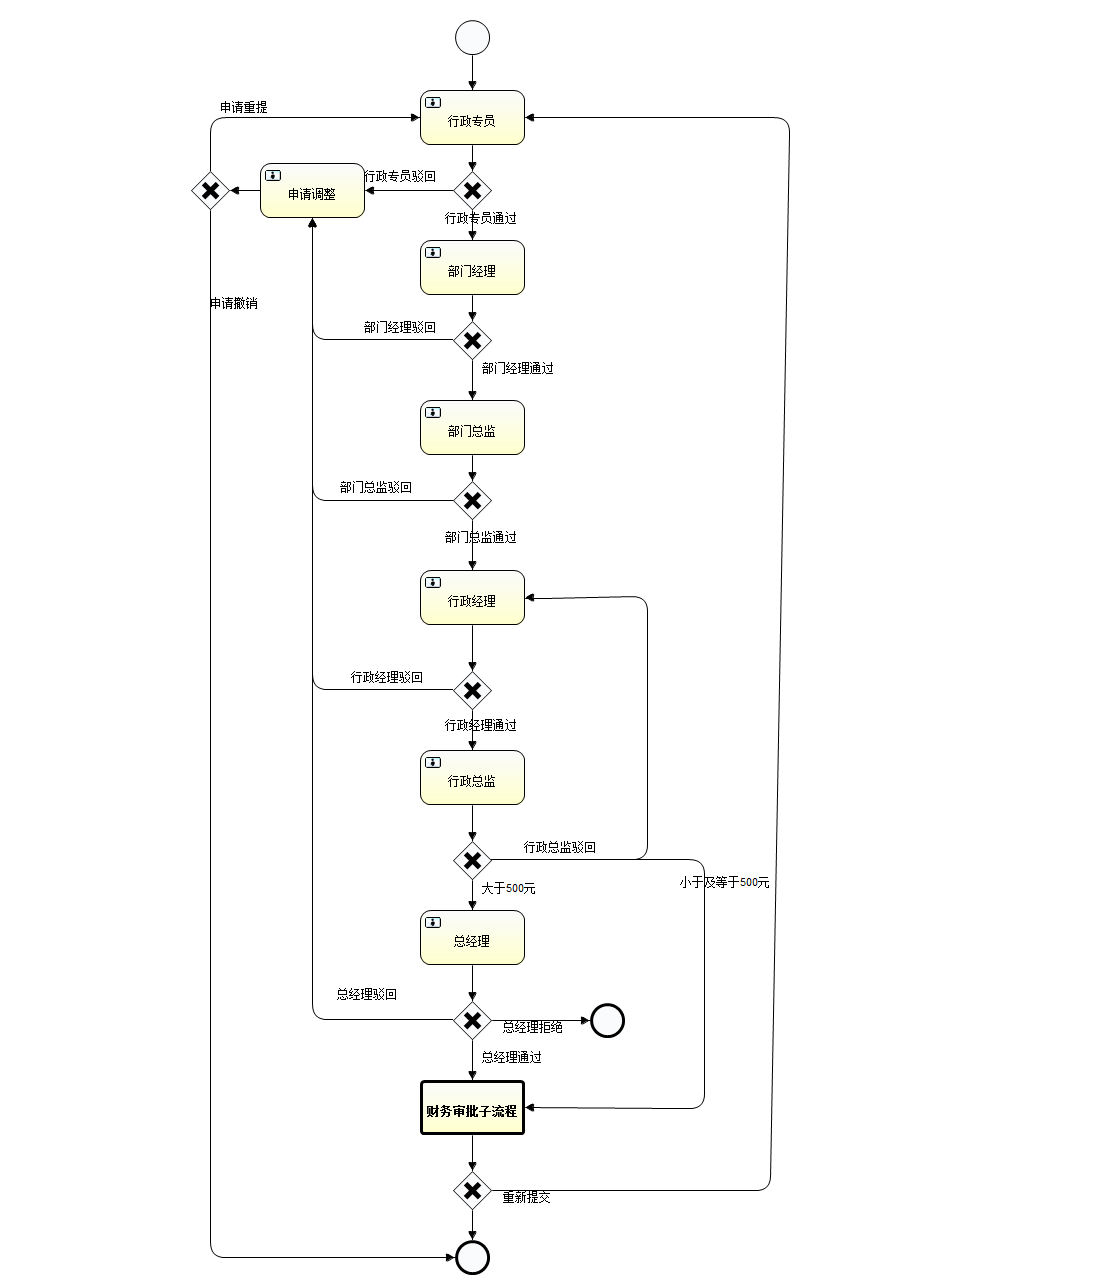 申请重提
行政专员
行政专员驳回
申请调整
行政专员通过
部门经理
申请撤销
部门经理驳回
部门经理通过
部门总监
部门总监驳回
部门总监通过
行政经理
行政经理驳回
行政经理通过
行政总监
行政总监驳回
小于及等于500元
大于500元
总经理
总经理驳回
总经理拒绝
总经理通过
财务审批子流程
重新提交